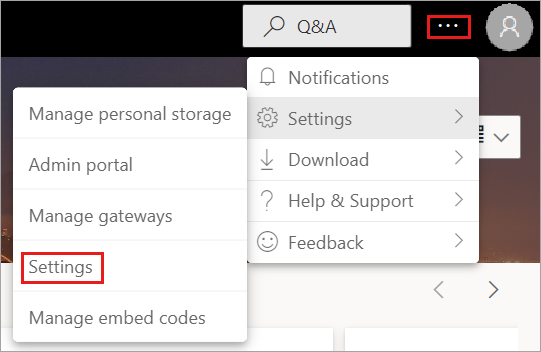 Q&A
...
Notifications
Settings
Download
Help & Support
Feedback
Manage personal storage
Admin portal
Manage gateways
Settings
Manage embed codes